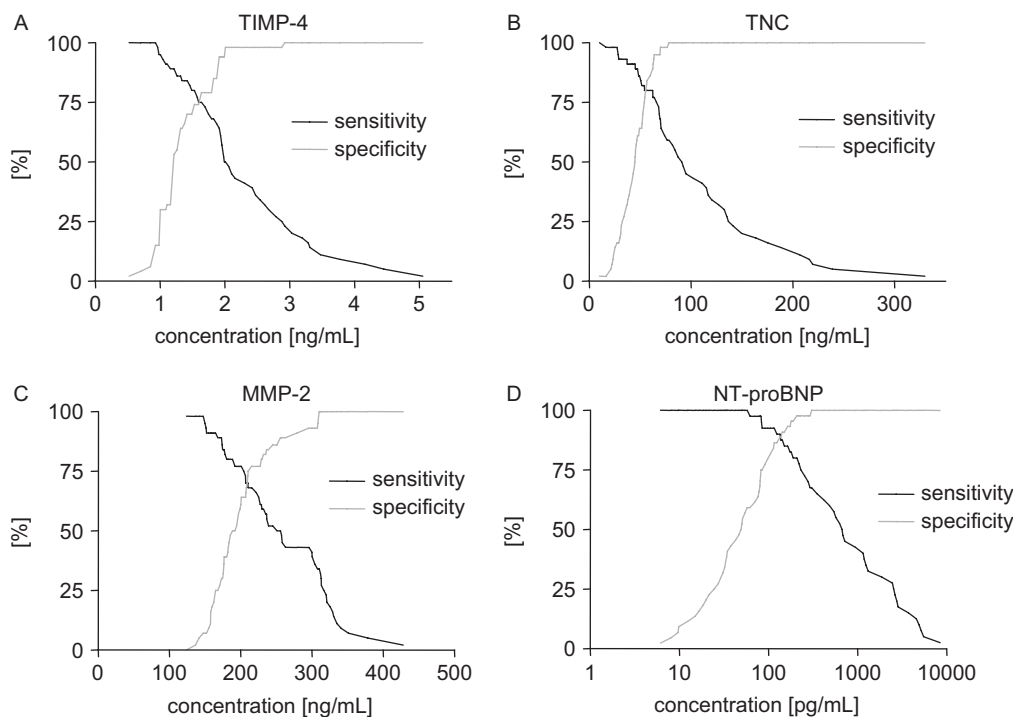 A
TIMP-4
100
75
50
25
0
[%]
sensitivity
specificity
0 1 2 3 4 5
concentration [ng/mL]
B
TNC
100
75
50
25
0
[%]
sensitivity
specificity
0 100 200 300
concentration [ng/mL]
C
MMP-2
100
75
50
25
0
[%]
sensitivity
specificity
0 100 200 300 400 500
concentration [ng/mL]
D
NT-proBNP
100
75
50
25
0
[%]
sensitivity
specificity
1 10 100 1000 10000
concentration [pg/mL]